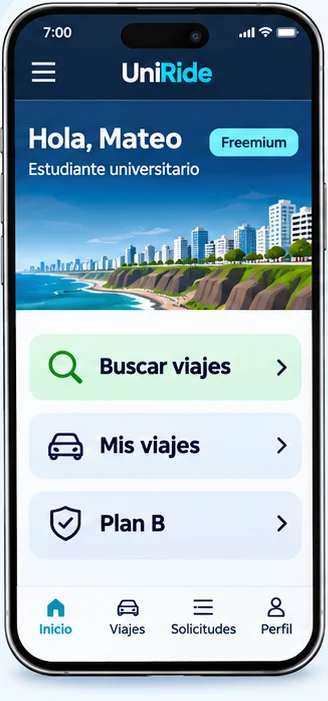 7:00
UniRide
Hola, Mateo
Freemium
Estudiante universitario
Buscar viajes
Mis viajes
Plan B
Inicio
Viajes
Solicitudes
Perfil